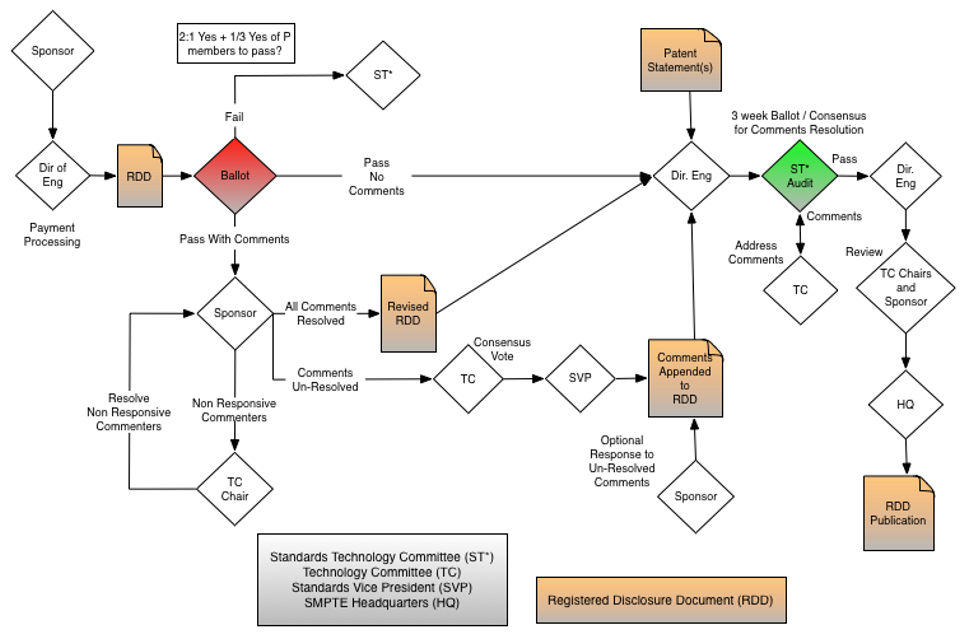 Sponsor
2:1 Yes + 1/3 Yes of P
members to pass?
ST*
Fail
Patent
Statement(s)
3 week Ballot / Consensus
for Comments Resolution
Dir of
Eng
RDD
Ballot
Pass
No
Comments
Dir. Eng
ST*
Audit
Pass
Dir.
Eng
Payment
Processing
Pass With Comments
Comments
Address
Comments
TC
Review
TC Chairs
and
Sponsor
Sponsor
All Comments
Resolved
Revised
RDD
Consensus
Vote
Comments
Un-Resolved
TC
SVP
Comments
Appended
to
RDD
HQ
Resolve
Non Responsive
Commenters
Non Responsive
Commenters
TC
Chair
Optional
Response to
Un-Resolved
Comments
Sponsor
RDD
Publication
Standards Technology Committee (ST*)
Technology Committee (TC)
Standards Vice President (SVP)
SMPTE Headquarters (HQ)
Registered Disclosure Document (RDD)